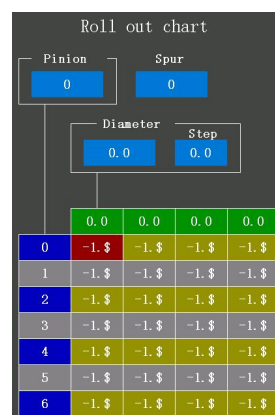 Roll out chart
Pinion Spur
0 0
Diameter
Step
0.0 0.0
0.0 0.0 0.0 0.0
0 -1.$ -1.$ -1.$ -1.$
1 -1.$ -1.$ -1.$ -1.$
2 -1.$ -1.$ -1.$ -1.$
3 -1.$ -1.$ -1.$ -1.$
4 -1.$ -1.$ -1.$ -1.$
5 -1.$ -1.$ -1.$ -1.$
6 -1.$ -1.$ -1.$ -1.$